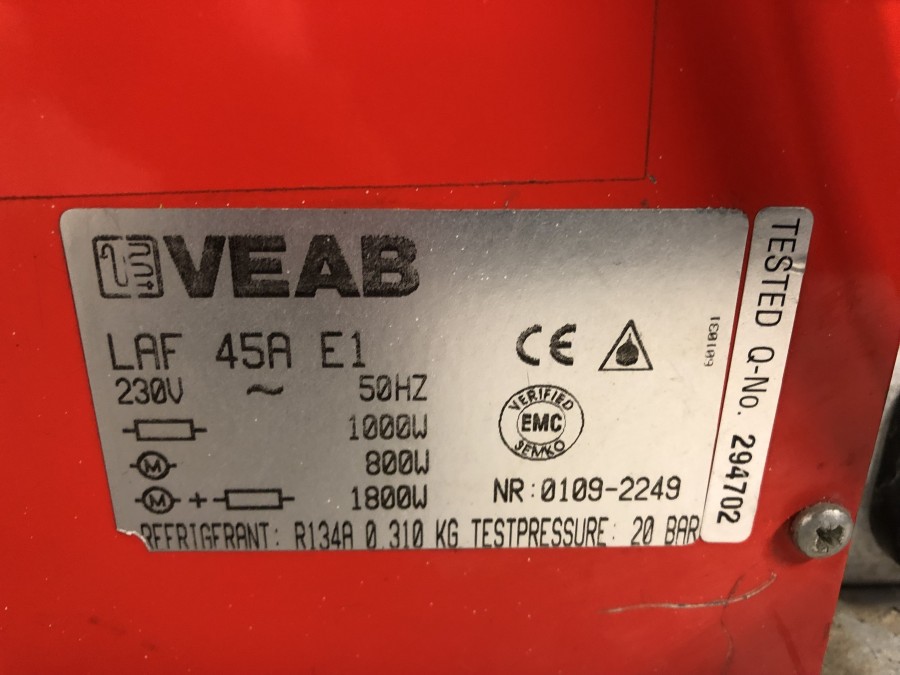 VEAB
LAF 45A E1
230V ~ 50HZ
1000W
M 800W
M + 1800W
REFRIGERANT: R134A 0.310 KG TESTPRESSURE: 20 BAR
CE
VERIFIED
EMC
SEMKO
NR:0109-2249
601031
TESTED Q-No. 294702